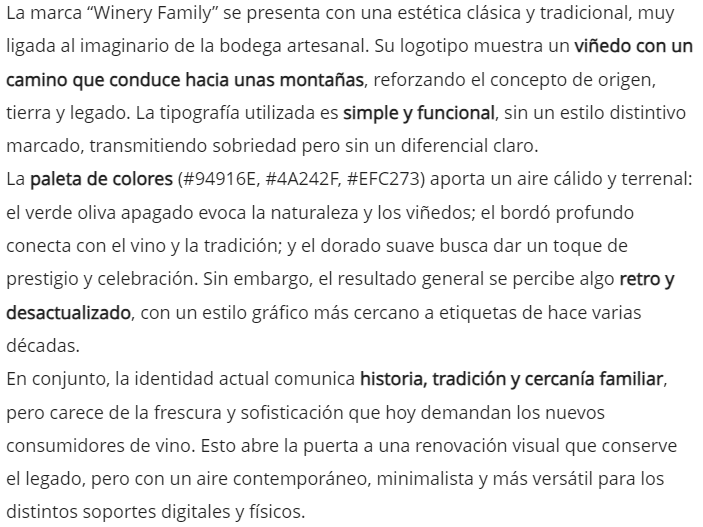 La marca “Winery Family” se presenta con una estética clásica y tradicional, muy
ligada al imaginario de la bodega artesanal. Su logotipo muestra un viñedo con un
camino que conduce hacia unas montañas, reforzando el concepto de origen,
tierra y legado. La tipografía utilizada es simple y funcional, sin un estilo distintivo
marcado, transmitiendo sobriedad pero sin un diferencial claro.
La paleta de colores (#94916E, #4A242F, #EFC273) aporta un aire cálido y terrenal:
el verde oliva apagado evoca la naturaleza y los viñedos; el bordó profundo
conecta con el vino y la tradición; y el dorado suave busca dar un toque de
prestigio y celebración. Sin embargo, el resultado general se percibe algo retro y
desactualizado, con un estilo gráfico más cercano a etiquetas de hace varias
décadas.
En conjunto, la identidad actual comunica historia, tradición y cercanía familiar,
pero carece de la frescura y sofisticación que hoy demandan los nuevos
consumidores de vino. Esto abre la puerta a una renovación visual que conserve
el legado, pero con un aire contemporáneo, minimalista y más versátil para los
distintos soportes digitales y físicos.